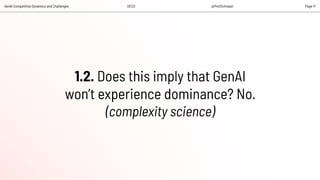 GenAI Competitive Dynamics and Challenges
OECD
@ProfSchrepel
Page 11
1.2. Does this imply that GenAI
won't experience dominance? No.
(complexity science)